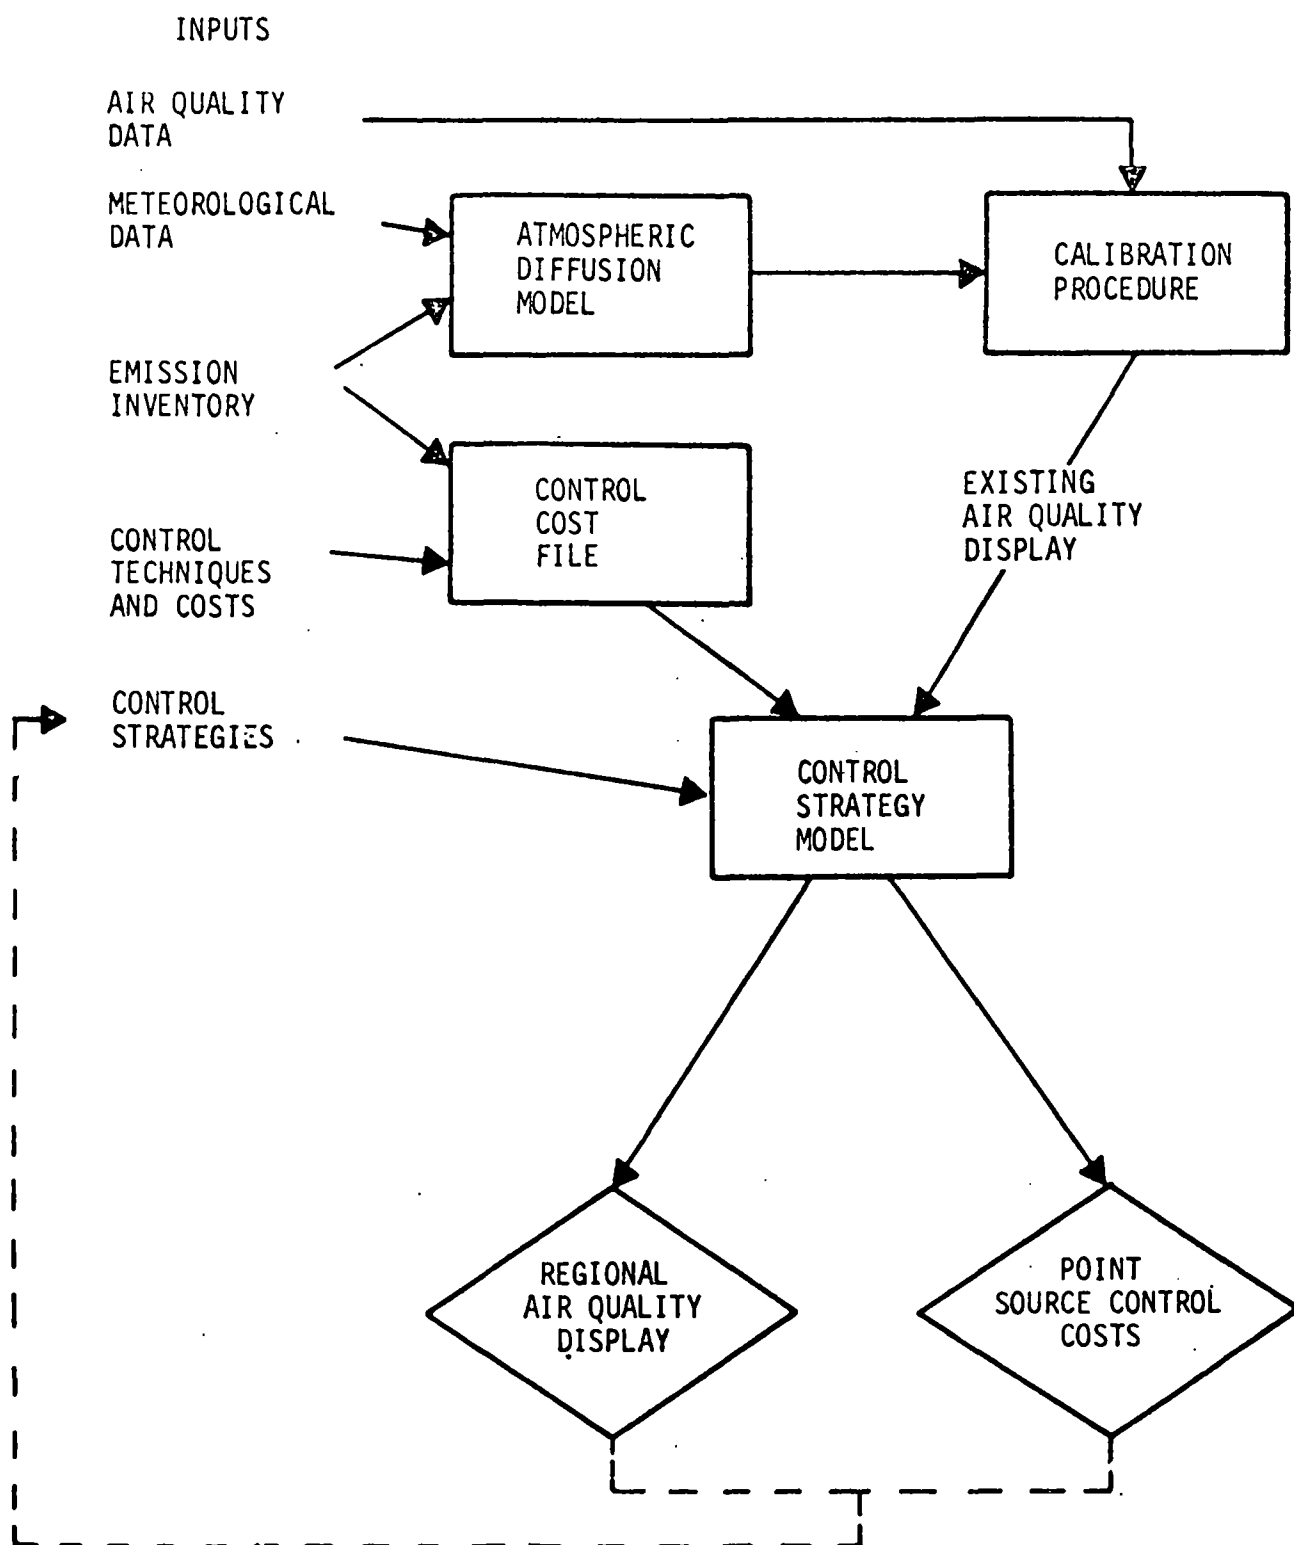 INPUTS
AIR QUALITY
DATA
METEOROLOGICAL
DATA
ATMOSPHERIC
DIFFUSION
MODEL
CALIBRATION
PROCEDURE
EMISSION
INVENTORY
CONTROL
COST
FILE
EXISTING
AIR QUALITY
DISPLAY
CONTROL
TECHNIQUES
AND COSTS
CONTROL
STRATEGIES
CONTROL
STRATEGY
MODEL
REGIONAL
AIR QUALITY
DISPLAY
POINT
SOURCE CONTROL
COSTS